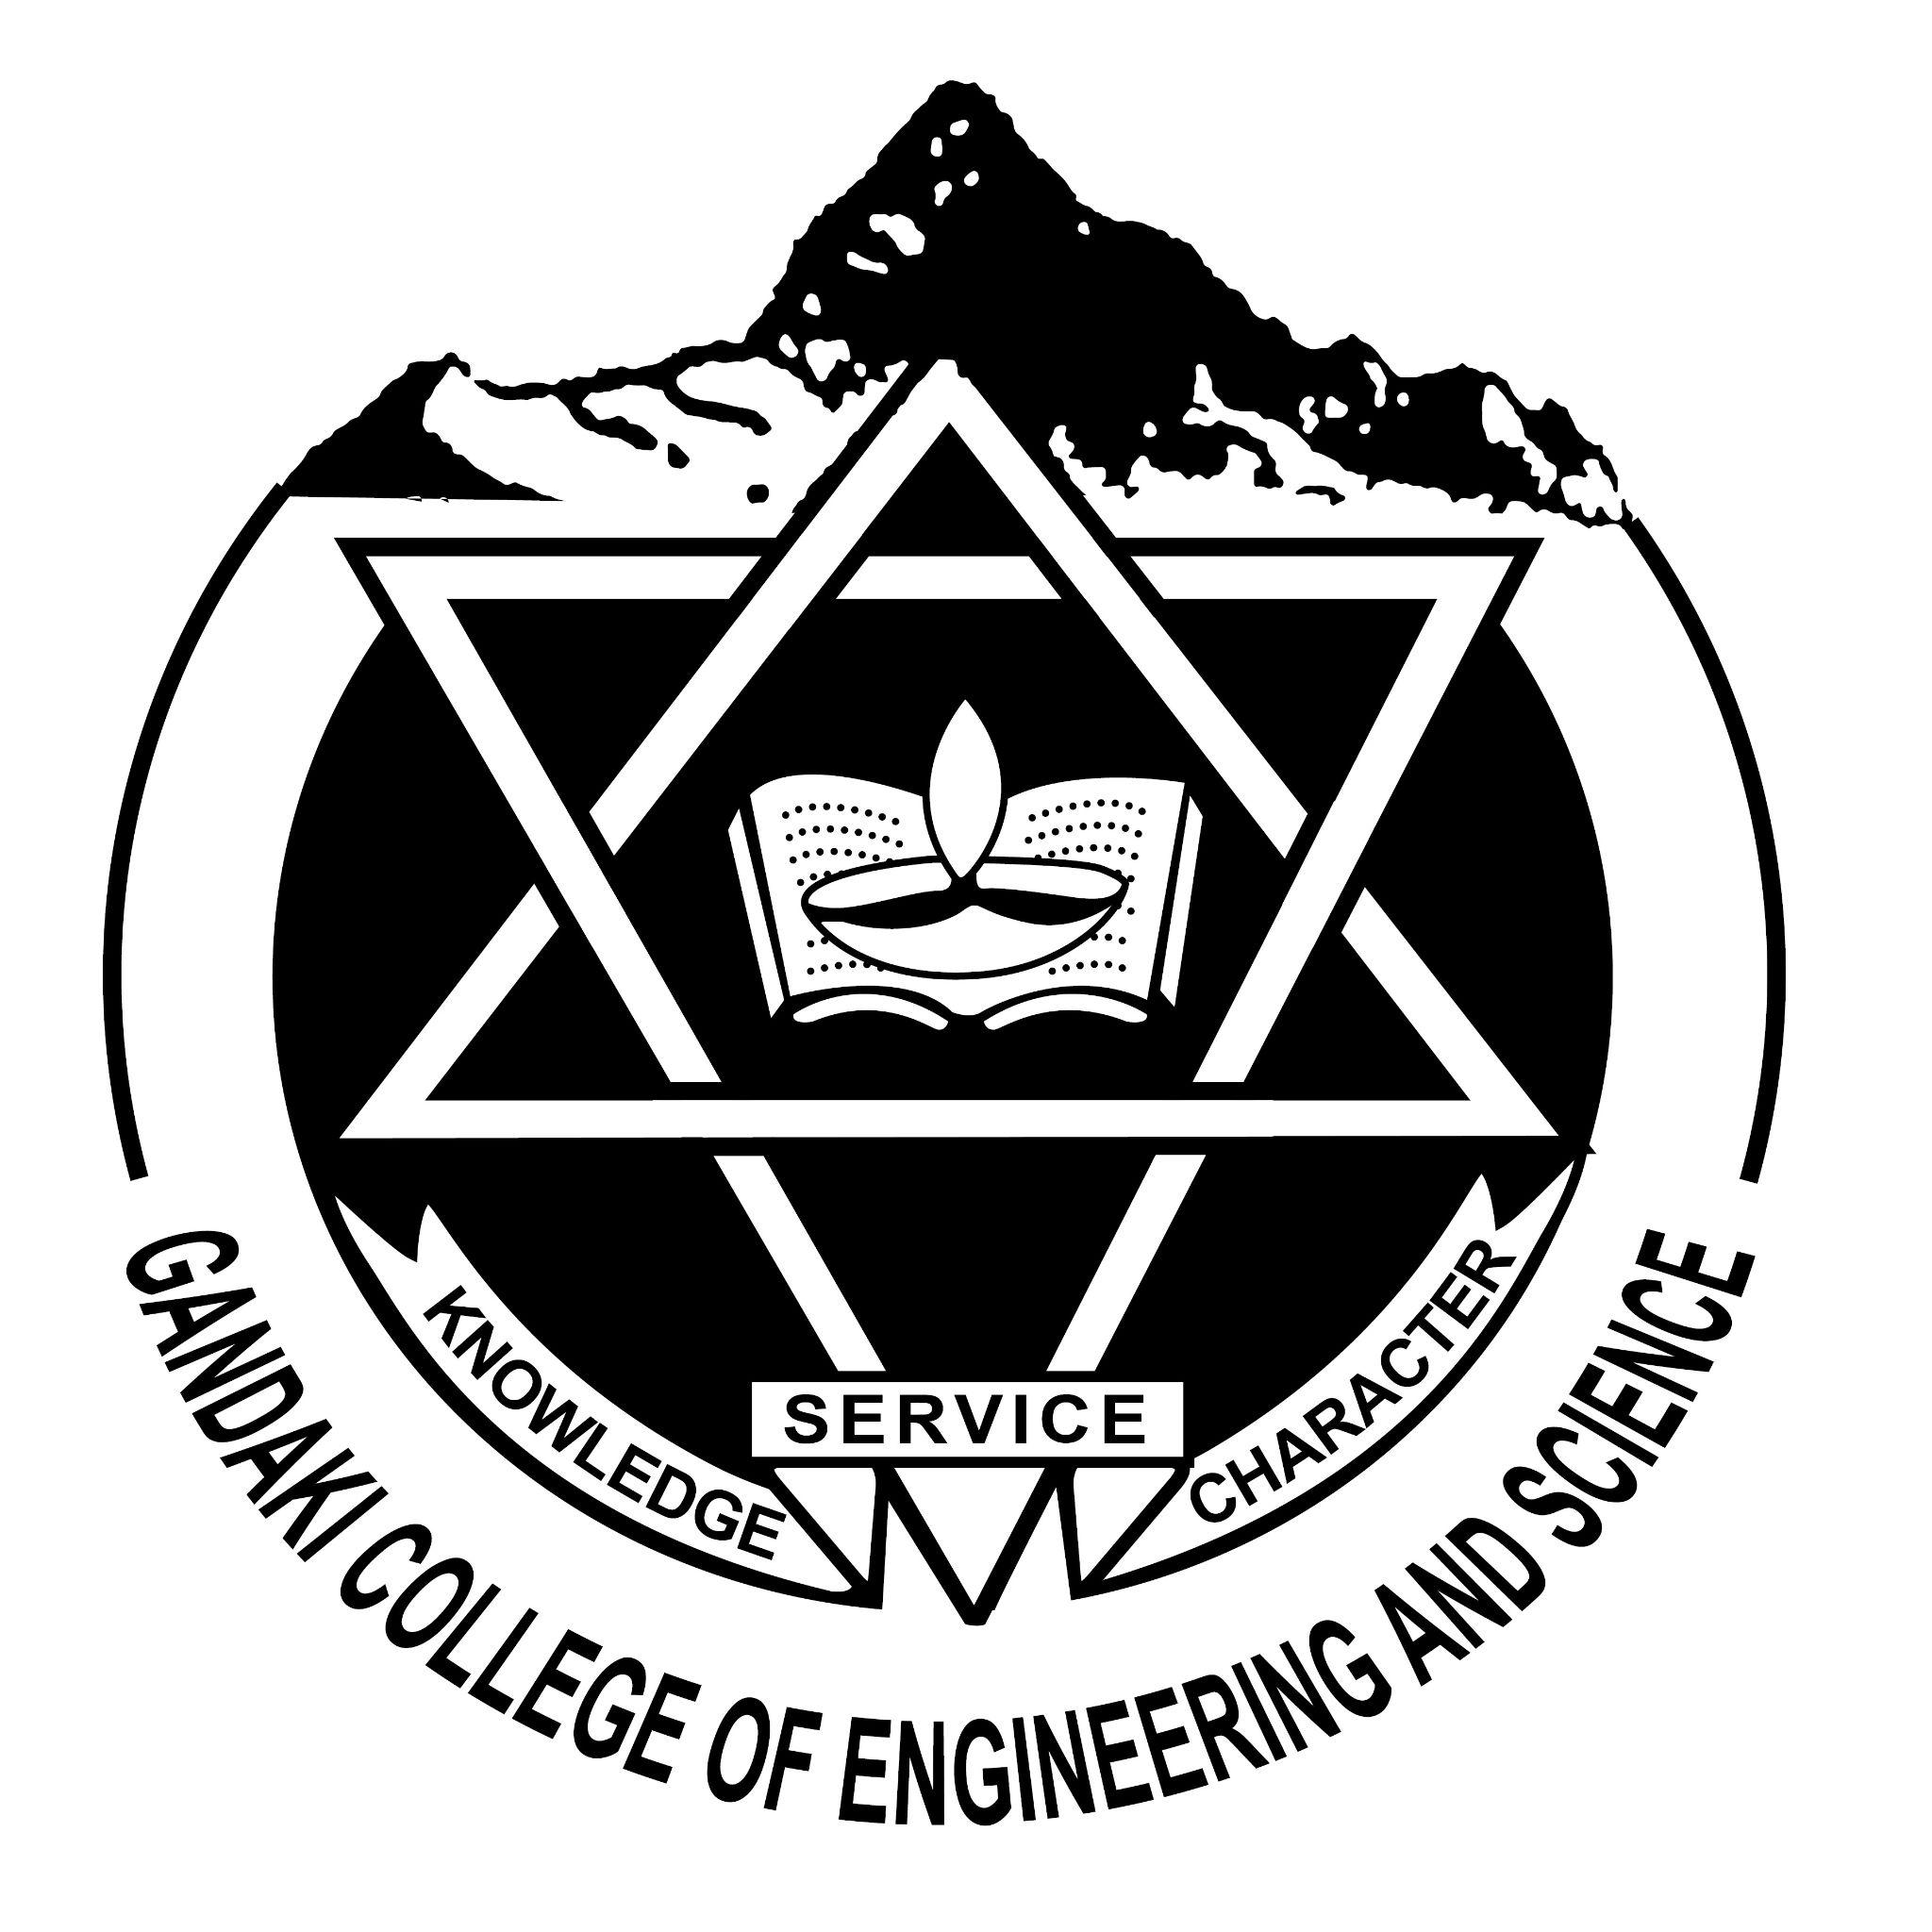 KNOWLEDGE
SERVICE
CHARACTER
GANDAKI COLLEGE OF ENGINEERING AND SCIENCE